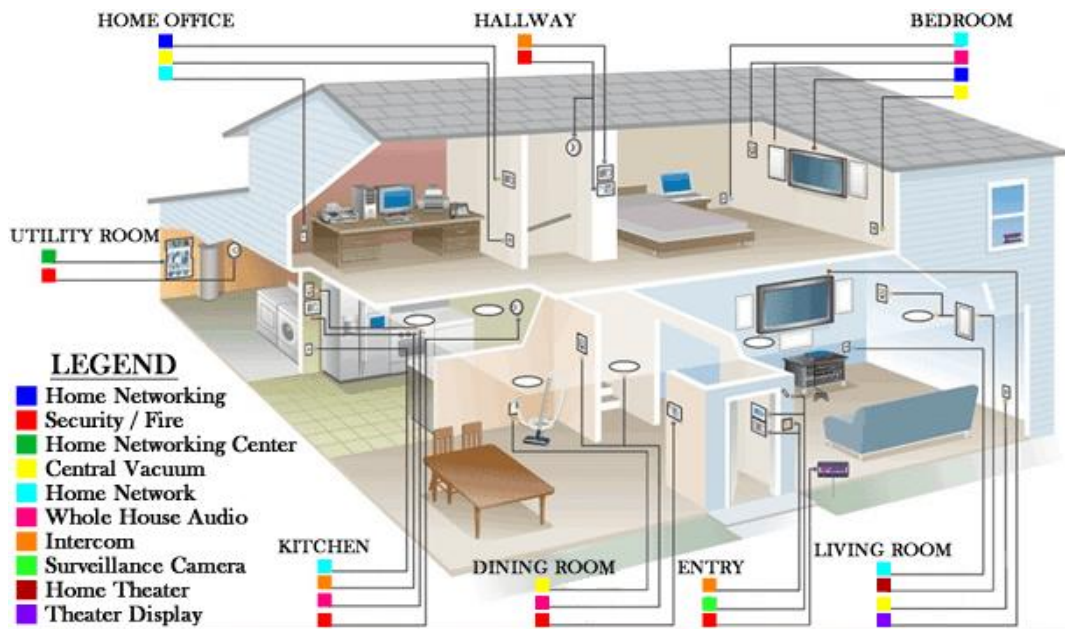 HOME OFFICE
HALLWAY
BEDROOM
UTILITY ROOM
LEGEND
Home Networking
Security / Fire
Home Networking Center
Central Vacuum
Home Network
Whole House Audio
Intercom
Surveillance Camera
Home Theater
Theater Display
KITCHEN
DINING ROOM
ENTRY
LIVING ROOM